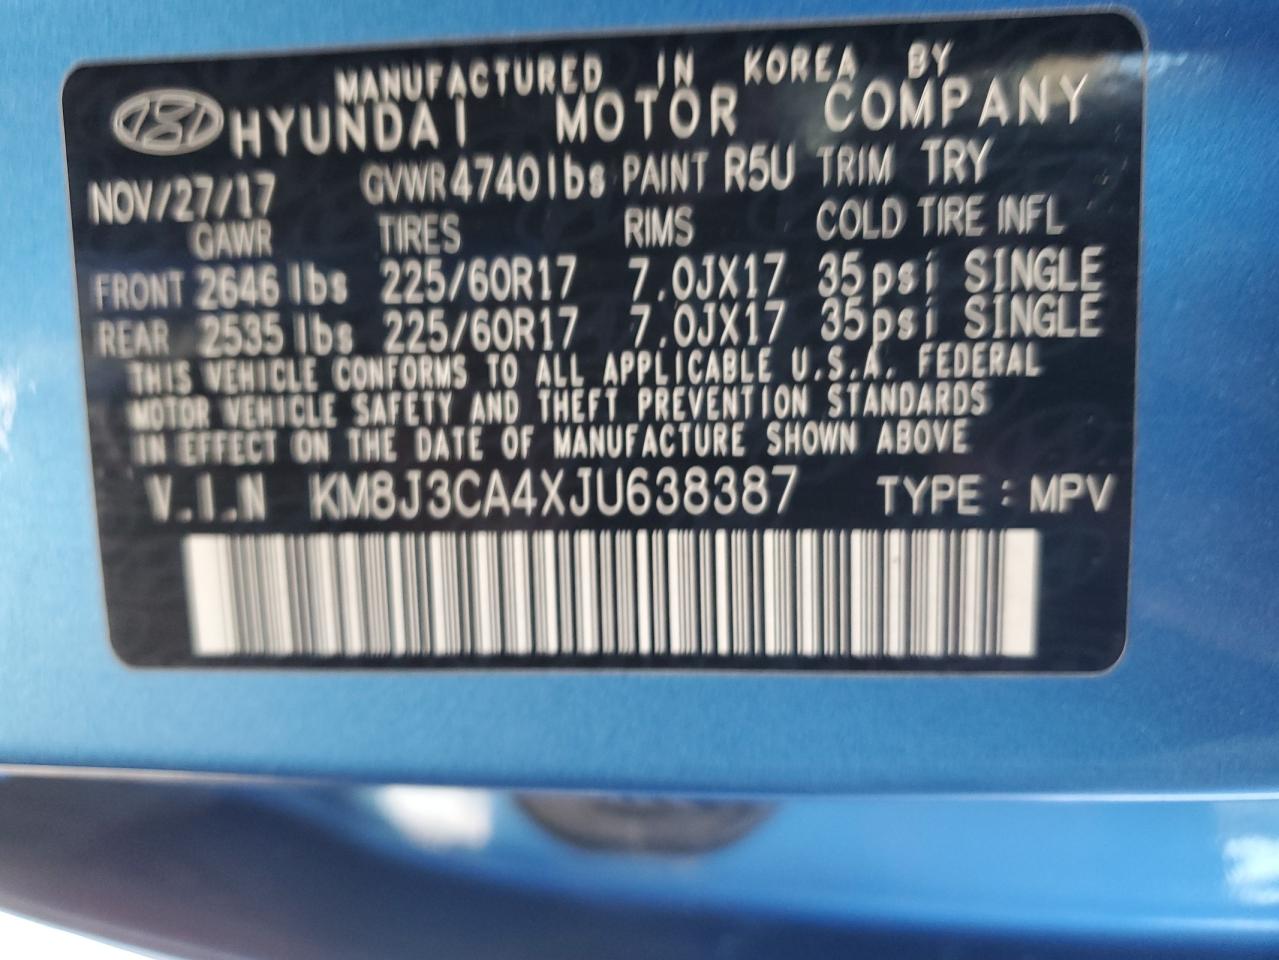 MANUFACTURED IN KOREA BY
HYUNDAI MOTOR COMPANY
NOV/27/17 GVWR 4740lbs PAINT R5U TRIM TRY
GAWR TIRES RIMS COLD TIRE INFL
FRONT 2646 lbs 225/60R17 7.0JX17 35psi SINGLE
REAR 2535 lbs 225/60R17 7.0JX17 35psi SINGLE
THIS VEHICLE CONFORMS TO ALL APPLICABLE U.S.A. FEDERAL
MOTOR VEHICLE SAFETY AND THEFT PREVENTION STANDARDS
IN EFFECT ON THE DATE OF MANUFACTURE SHOWN ABOVE
V.I.N KM8J3CA4XJU638387 TYPE : MPV